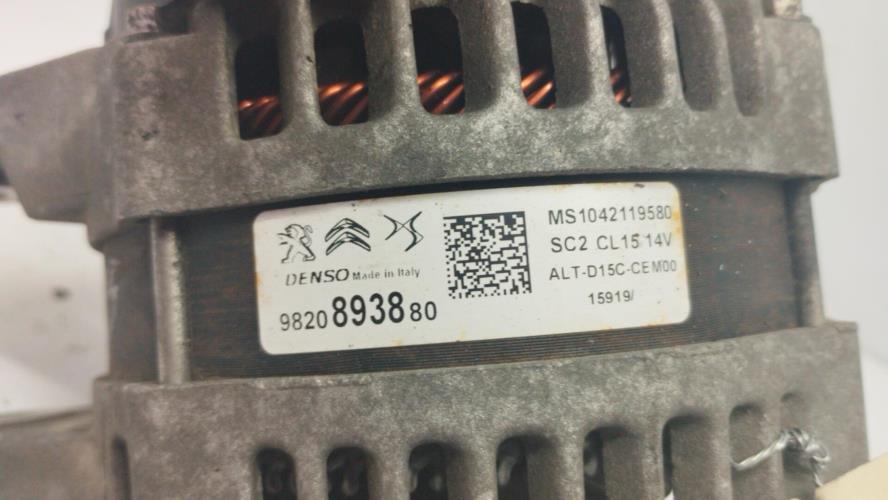 DENSO Made in Italy
9820893880
MS1042119580
SC2 CL15 14V
ALT-D15C-CEM00
15919/